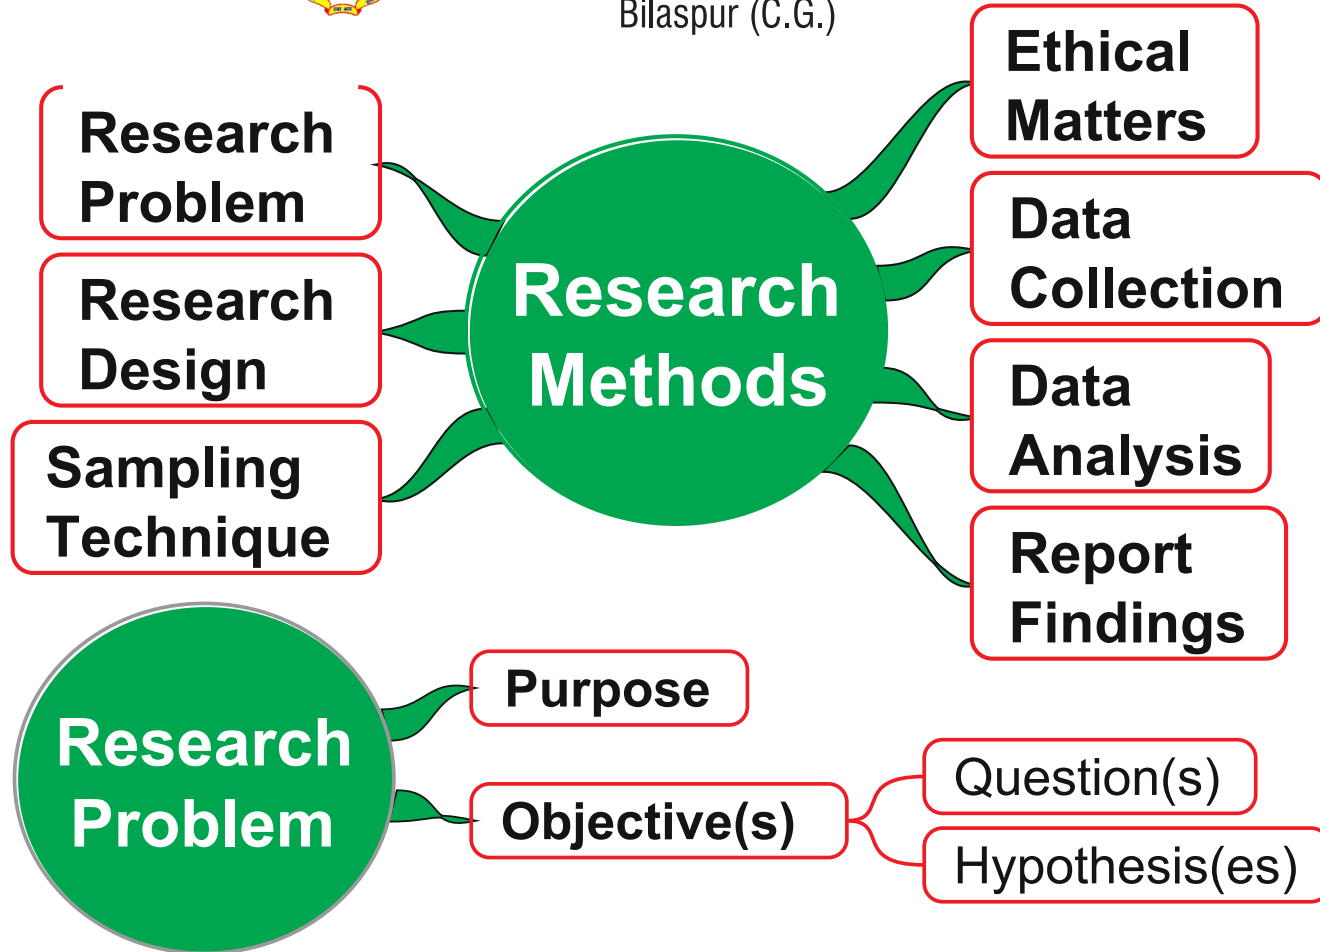 Bilaspur (C.G.)
Research
Problem
Research
Design
Sampling
Technique
Research
Methods
Ethical
Matters
Data
Collection
Data
Analysis
Report
Findings
Research
Problem
Purpose
Objective(s)
Question(s)
Hypothesis(es)